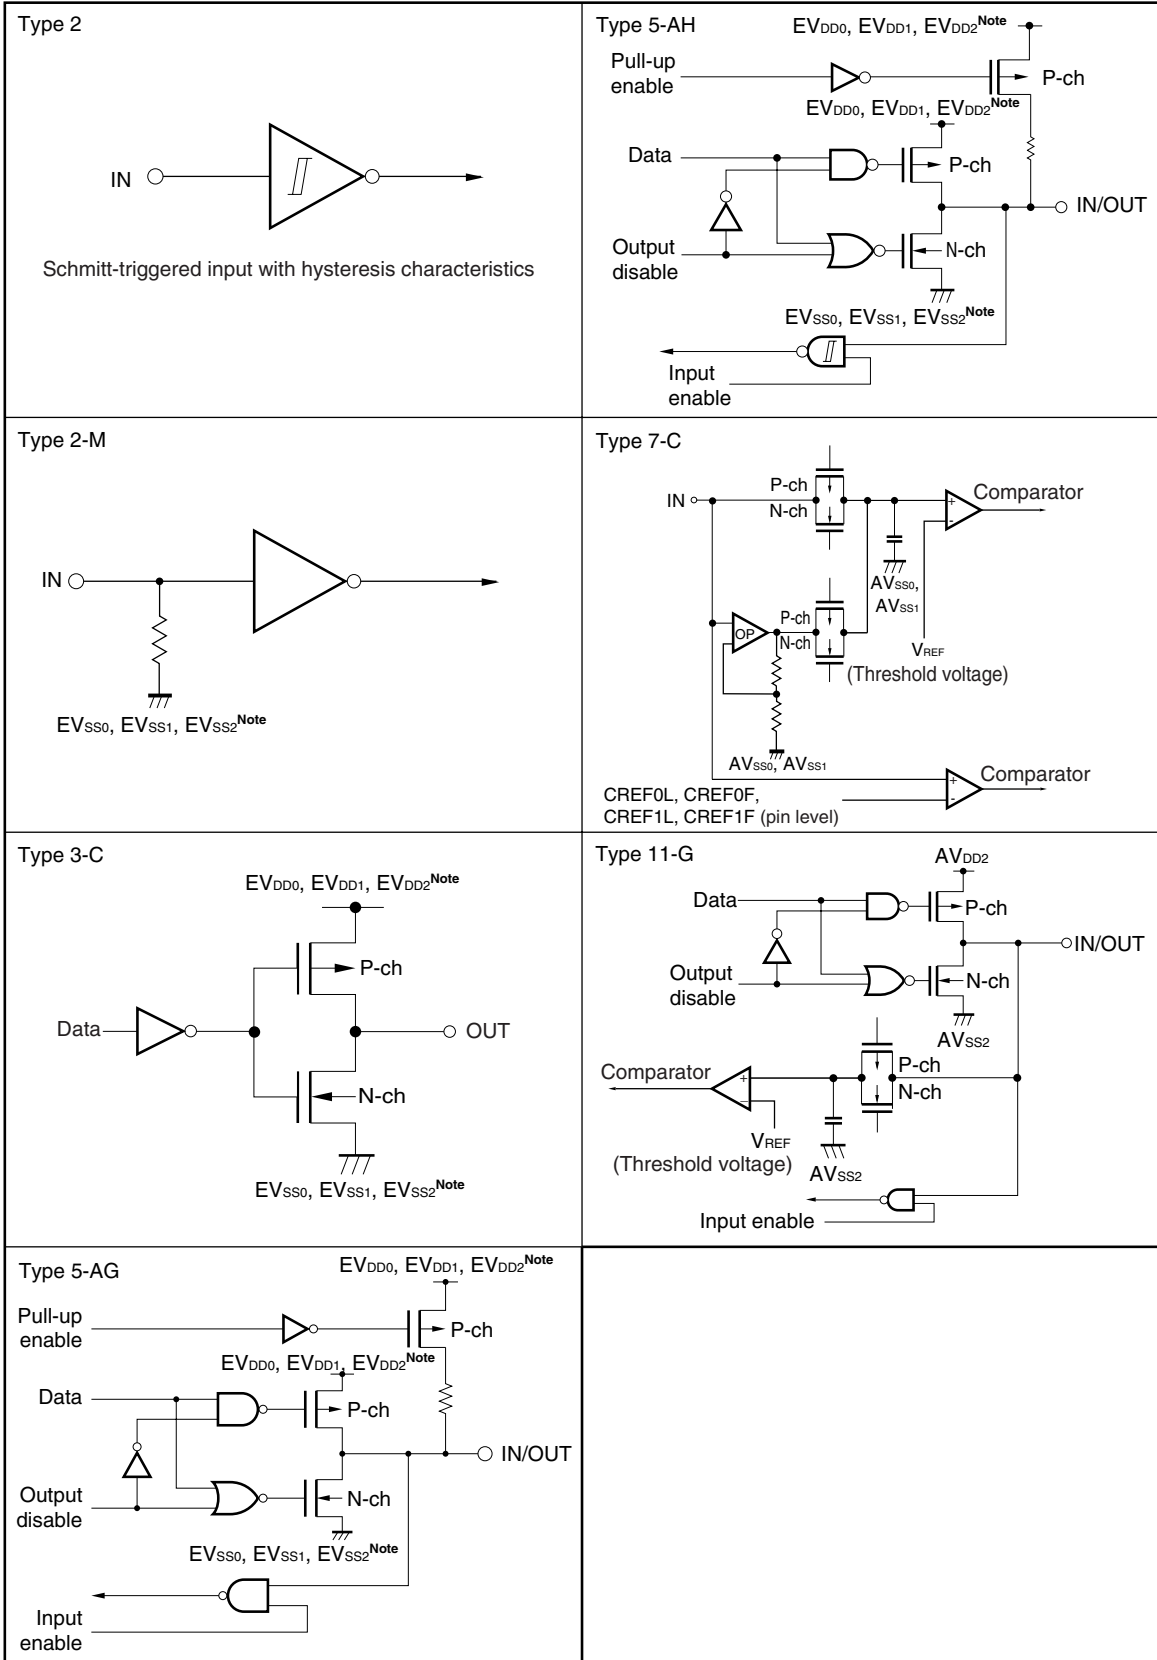 Type 2
IN
Schmitt-triggered input with hysteresis characteristics
Type 5-AH
EVDD0, EVDD1, EVDD2Note
Pull-up
enable
P-ch
EVDD0, EVDD1, EVDD2Note
Data
P-ch
IN/OUT
Output
disable
N-ch
EVSS0, EVSS1, EVSS2Note
Input
enable
Type 2-M
IN
EVSS0, EVSS1, EVSS2Note
Type 7-C
P-ch
IN
N-ch
+
-
Comparator
AVSS0,
AVSS1
P-ch
OP
N-ch
VREF
(Threshold voltage)
AVSS0, AVSS1
+
-
Comparator
CREF0L, CREF0F,
CREF1L, CREF1F (pin level)
Type 3-C
EVDD0, EVDD1, EVDD2Note
P-ch
Data
OUT
N-ch
EVSS0, EVSS1, EVSS2Note
Type 11-G
AVDD2
Data
P-ch
IN/OUT
Output
disable
N-ch
AVSS2
P-ch
Comparator
+
–
N-ch
VREF
(Threshold voltage)
AVSS2
Input enable
Type 5-AG
EVDD0, EVDD1, EVDD2Note
Pull-up
enable
P-ch
EVDD0, EVDD1, EVDD2Note
Data
P-ch
IN/OUT
Output
disable
N-ch
EVSS0, EVSS1, EVSS2Note
Input
enable